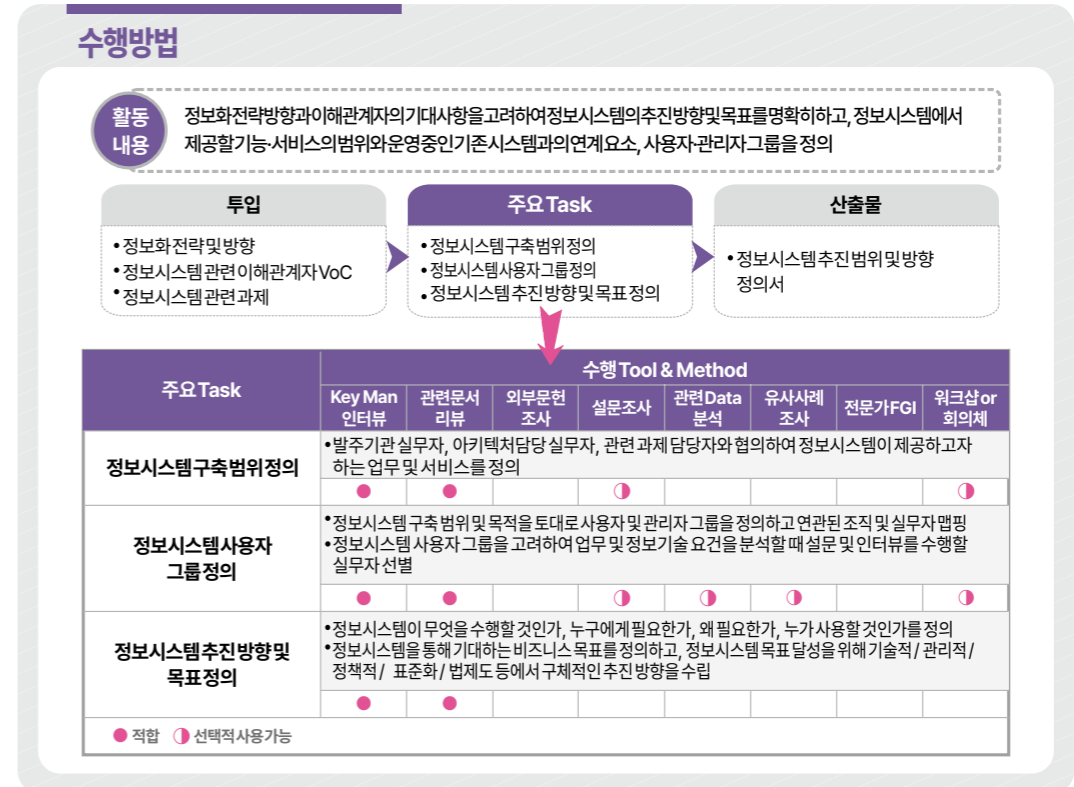 수행방법
활동
내용
정보화전략방향과이해관계자의기대사항을고려하여정보시스템의추진방향및목표를명확히하고, 정보시스템에서
제공할기능·서비스의범위와운영중인기존시스템과의연계요소, 사용자·관리자그룹을 정의
투입
• 정보화 전략 및 방향
• 정보시스템 관련 이해관계자 VoC
• 정보시스템 관련 과제
주요 Task
• 정보시스템구축범위 정의
• 정보시스템사용자그룹정의
• 정보시스템 추진 방향 및 목표 정의
산출물
• 정보시스템 추진 범위 및 방향
정의서
주요 Task
수행 Tool & Method
Key Man
인터뷰
관련문서
리뷰
외부문헌
조사
설문조사
관련 Data
분석
유사사례
조사
전문가 FGI
워크샵 or
회의체
정보시스템구축범위 정의
• 발주기관 실무자, 아키텍처담당 실무자, 관련 과제 담당자와 협의하여 정보시스템이 제공하고자
하는 업무 및 서비스를 정의
● ● ◑ ◑
정보시스템사용자
그룹 정의
• 정보시스템 구축 범위 및 목적을 토대로 사용자 및 관리자 그룹을 정의하고 연관된 조직 및 실무자 맵핑
• 정보시스템 사용자 그룹을 고려하여 업무 및 정보기술 요건을 분석할 때 설문 및 인터뷰를 수행할
실무자 선별
● ● ◑ ◑ ◑ ◑
정보시스템추진방향 및
목표 정의
• 정보시스템이 무엇을 수행할 것인가, 누구에게 필요한가, 왜 필요한가, 누가 사용할 것인가를 정의
• 정보시스템을 통해 기대하는 비즈니스 목표를 정의하고, 정보시스템 목표 달성을 위해 기술적 / 관리적 /
정책적 / 표준화 / 법제도 등에서 구체적인 추진 방향을 수립
● ●
● 적합 ◑ 선택적 사용가능